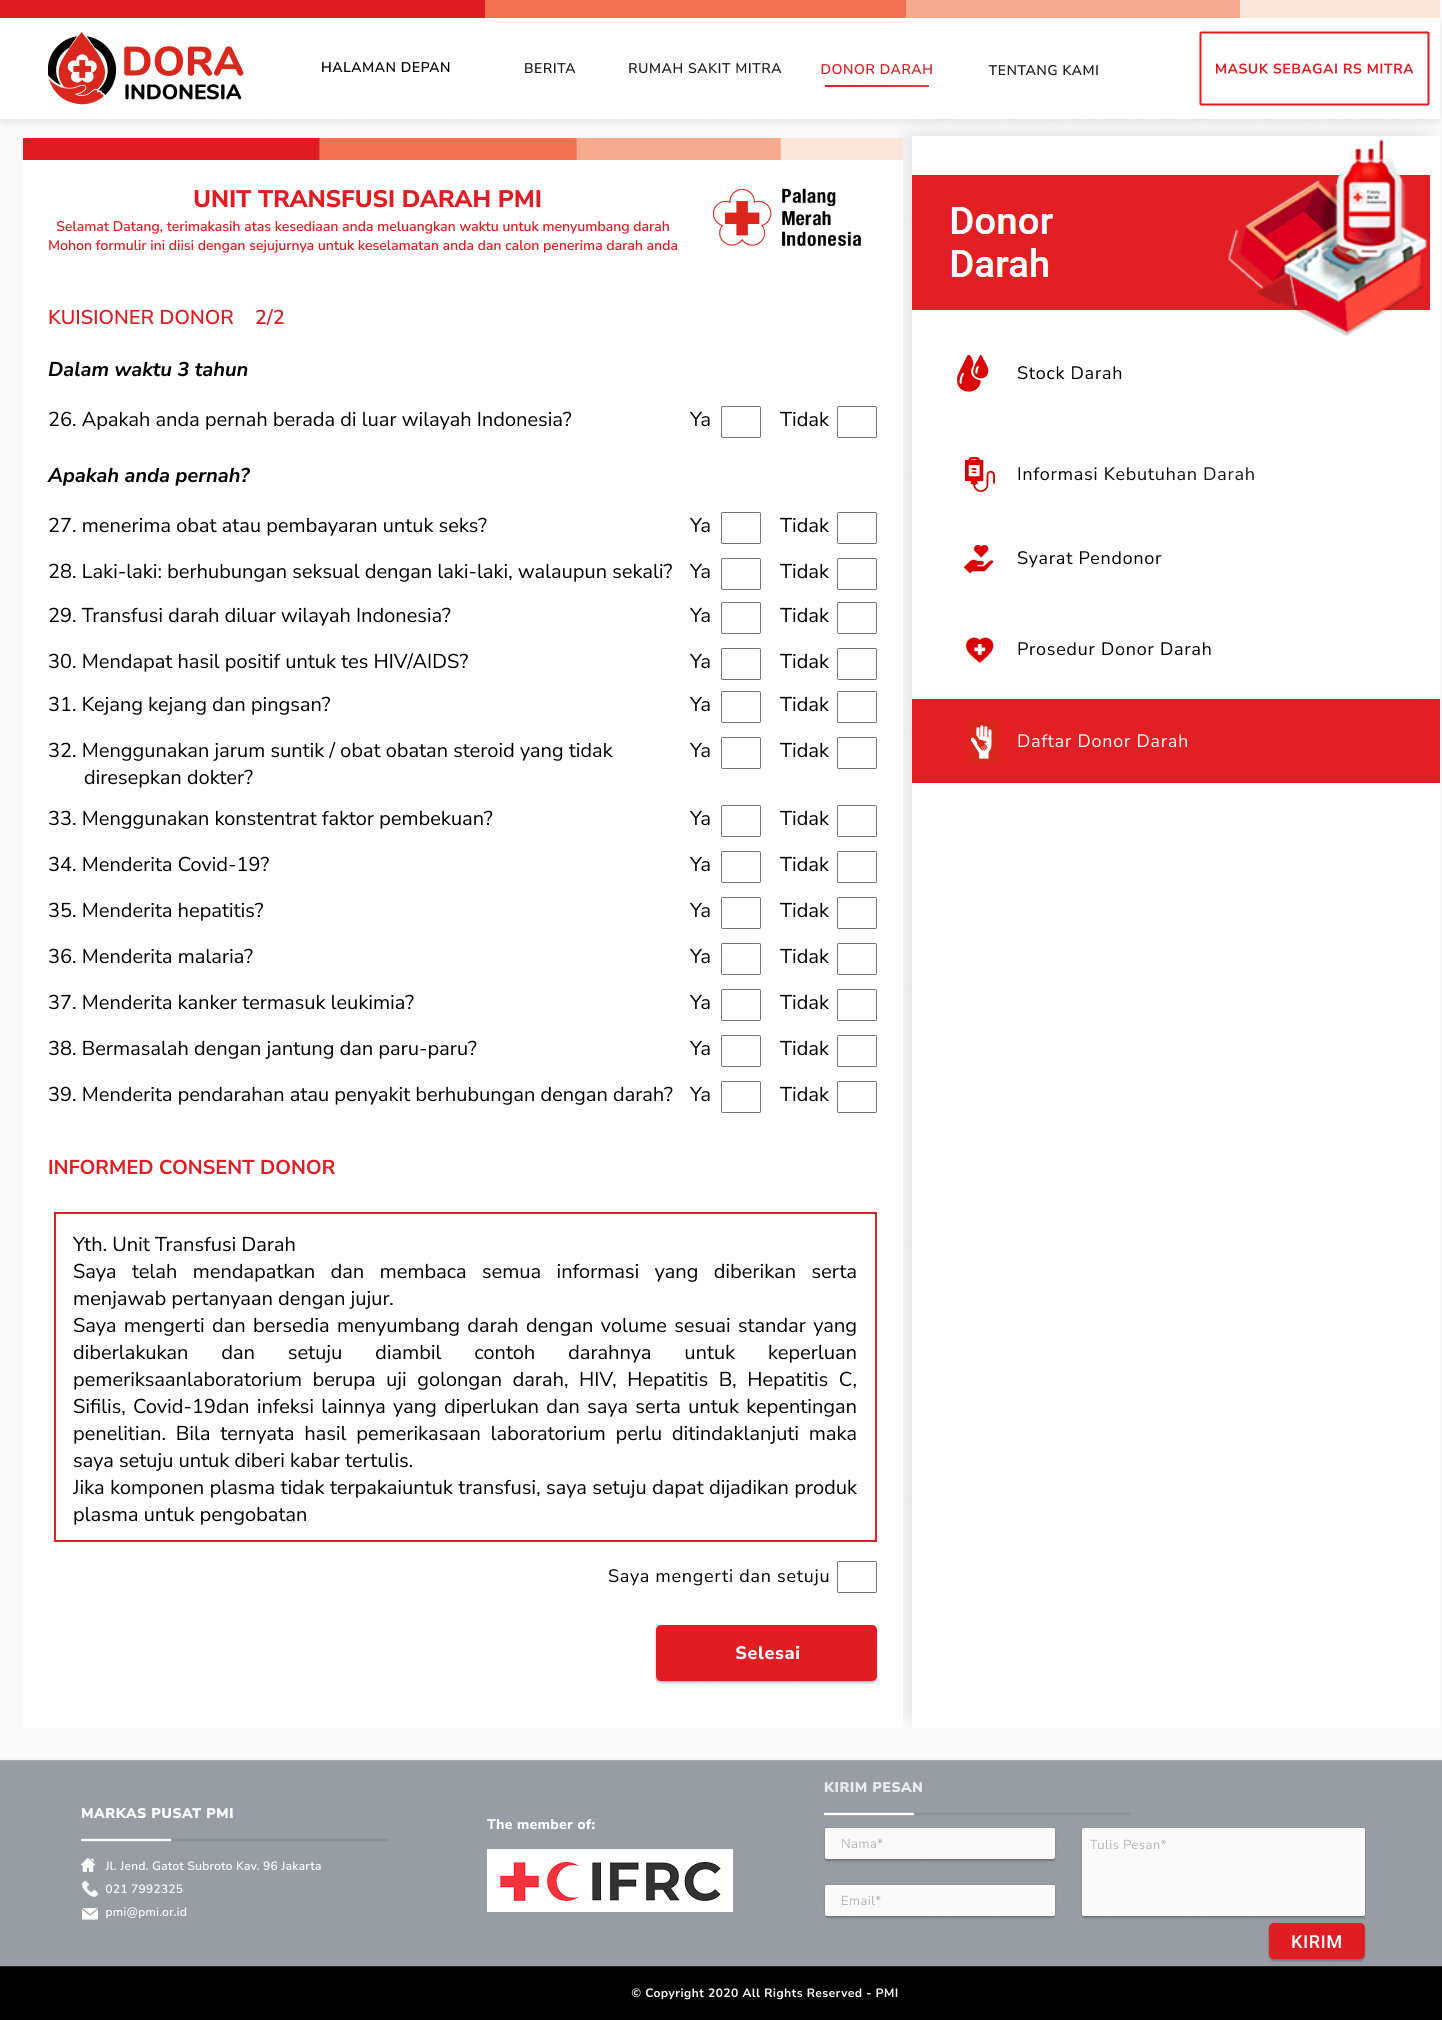 DORA
INDONESIA
HALAMAN DEPAN
BERITA
RUMAH SAKIT MITRA
DONOR DARAH
TENTANG KAMI
MASUK SEBAGAI RS MITRA
UNIT TRANSFUSI DARAH PMI
Selamat Datang, terimakasih atas kesediaan anda meluangkan waktu untuk menyumbang darah
Mohon formulir ini diisi dengan sejujurnya untuk keselamatan anda dan calon penerima darah anda
Palang
Merah
Indonesia
KUISIONER DONOR 2/2
Dalam waktu 3 tahun
26. Apakah anda pernah berada di luar wilayah Indonesia? Ya Tidak
Apakah anda pernah?
27. menerima obat atau pembayaran untuk seks? Ya Tidak
28. Laki-laki: berhubungan seksual dengan laki-laki, walaupun sekali? Ya Tidak
29. Transfusi darah diluar wilayah Indonesia? Ya Tidak
30. Mendapat hasil positif untuk tes HIV/AIDS? Ya Tidak
31. Kejang kejang dan pingsan? Ya Tidak
32. Menggunakan jarum suntik / obat obatan steroid yang tidak Ya Tidak
diresepkan dokter?
33. Menggunakan konstentrat faktor pembekuan? Ya Tidak
34. Menderita Covid-19? Ya Tidak
35. Menderita hepatitis? Ya Tidak
36. Menderita malaria? Ya Tidak
37. Menderita kanker termasuk leukimia? Ya Tidak
38. Bermasalah dengan jantung dan paru-paru? Ya Tidak
39. Menderita pendarahan atau penyakit berhubungan dengan darah? Ya Tidak
INFORMED CONSENT DONOR
Yth. Unit Transfusi Darah
Saya telah mendapatkan dan membaca semua informasi yang diberikan serta
menjawab pertanyaan dengan jujur.
Saya mengerti dan bersedia menyumbang darah dengan volume sesuai standar yang
diberlakukan dan setuju diambil contoh darahnya untuk keperluan
pemeriksaanlaboratorium berupa uji golongan darah, HIV, Hepatitis B, Hepatitis C,
Sifilis, Covid-19dan infeksi lainnya yang diperlukan dan saya serta untuk kepentingan
penelitian. Bila ternyata hasil pemerikasaan laboratorium perlu ditindaklanjuti maka
saya setuju untuk diberi kabar tertulis.
Jika komponen plasma tidak terpakaiuntuk transfusi, saya setuju dapat dijadikan produk
plasma untuk pengobatan
Saya mengerti dan setuju
Selesai
Donor
Darah
Palang
Merah
Indonesia
Stock Darah
Informasi Kebutuhan Darah
Syarat Pendonor
Prosedur Donor Darah
Daftar Donor Darah
MARKAS PUSAT PMI
Jl. Jend. Gatot Subroto Kav. 96 Jakarta
021 7992325
pmi@pmi.or.id
The member of:
IFRC
KIRIM PESAN
Nama*
Email*
Tulis Pesan*
KIRIM
© Copyright 2020 All Rights Reserved - PMI